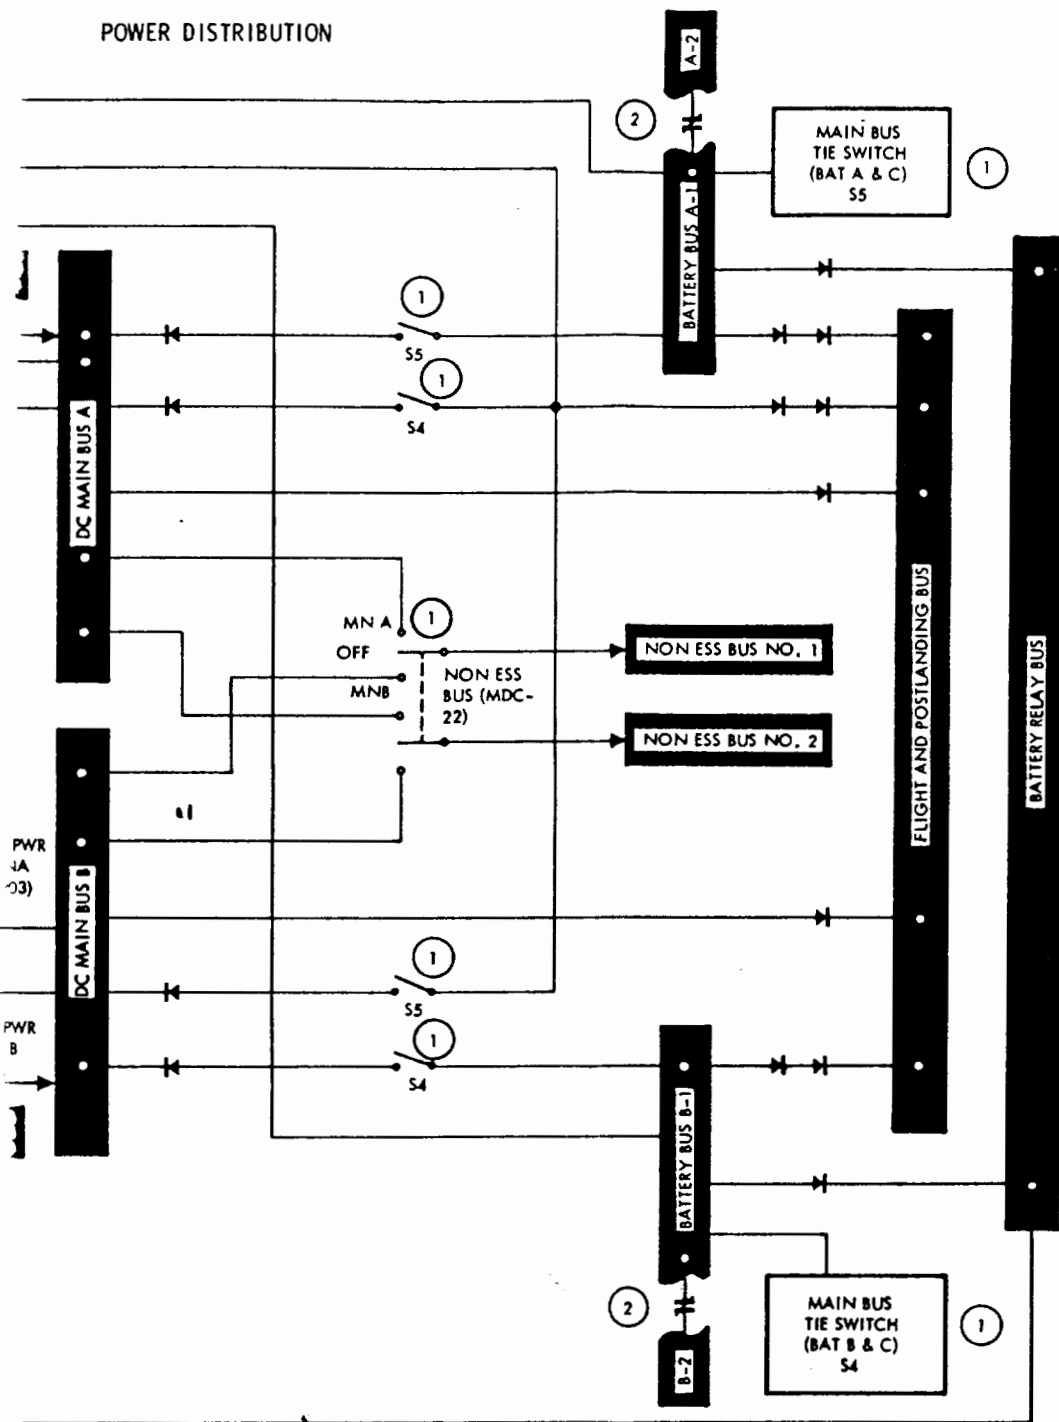 POWER DISTRIBUTION
A-2
2
MAIN BUS
TIE SWITCH
(BAT A & C)
S5
1
BATTERY BUS A-1
1
S5
1
S4
DC MAIN BUS A
MN A
1
OFF
MNB
NON ESS
BUS (MDC-
22)
NON ESS BUS NO. 1
NON ESS BUS NO. 2
FLIGHT AND POSTLANDING BUS
BATTERY RELAY BUS
PWR
03)
DC MAIN BUS B
1
S5
PWR
B
1
S4
BATTERY BUS B-1
2
B-2
MAIN BUS
TIE SWITCH
(BAT B & C)
S4
1